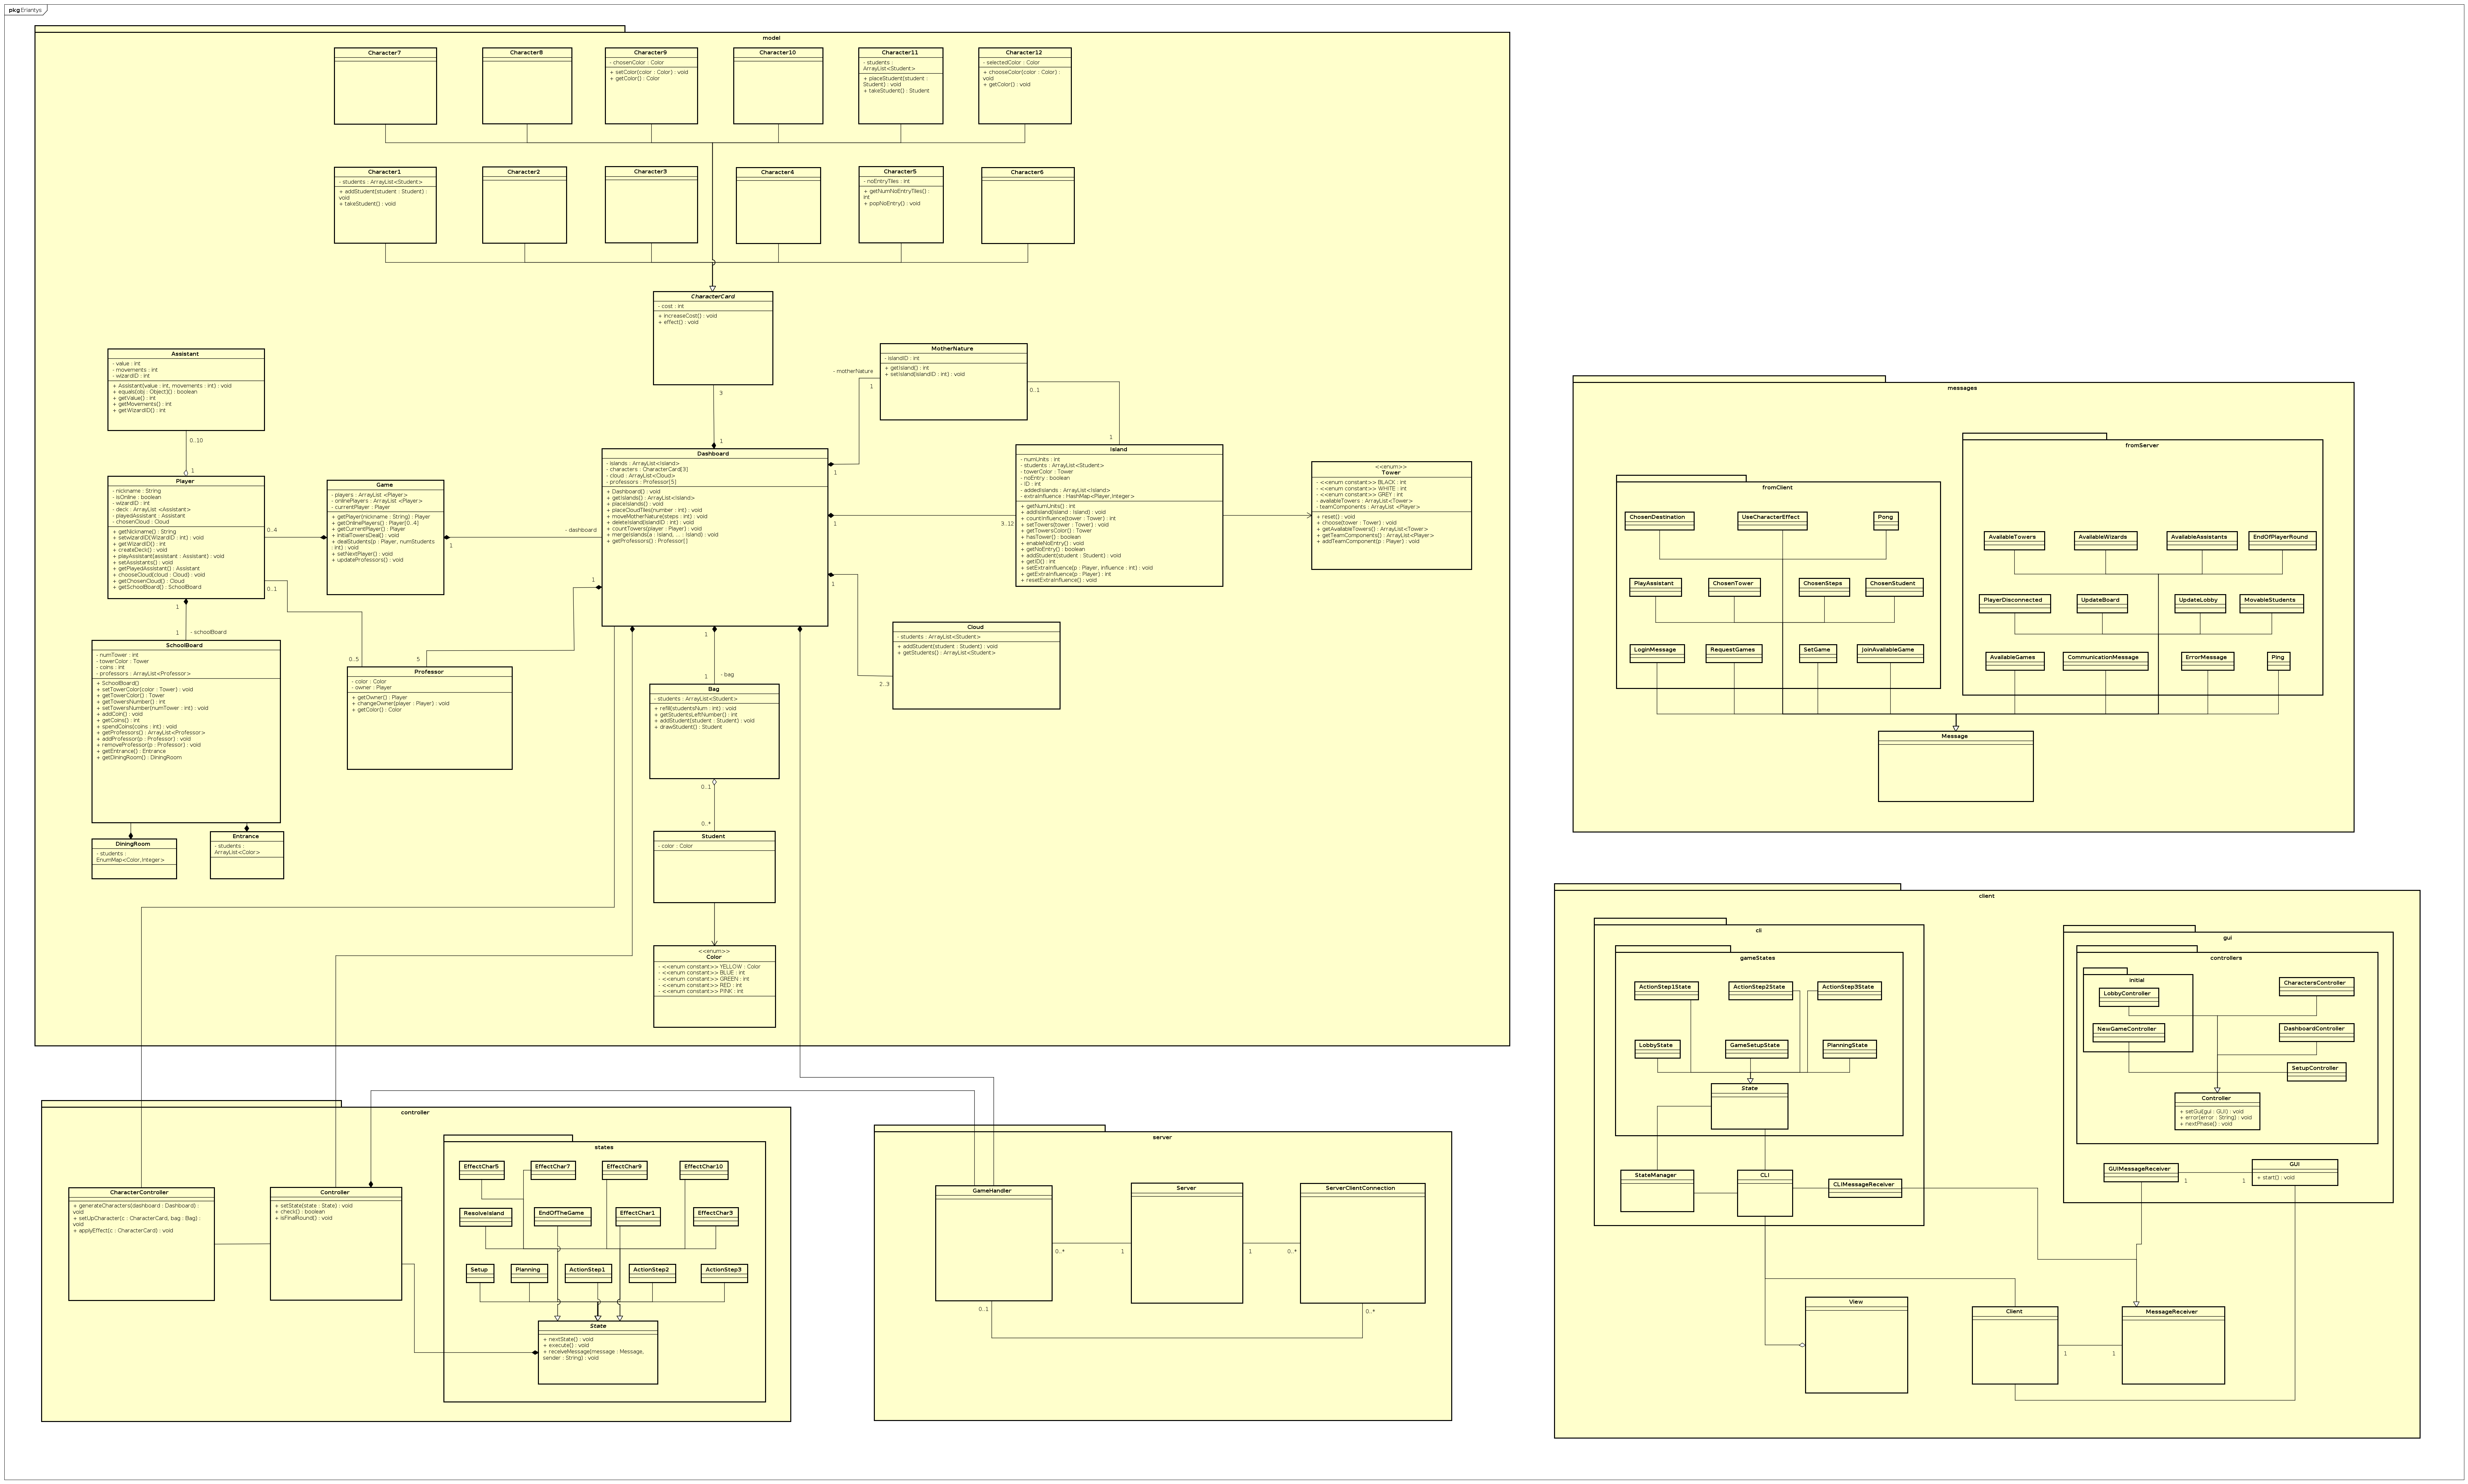 pkg Eriantys
model
Character7
Character8
Character9
- chosenColor : Color
+ setColor(color : Color) : void
+ getColor() : Color
Character10
Character11
- students :
ArrayList<Student>
+ placeStudent(student :
Student) : void
+ takeStudent() : Student
Character12
- selectedColor : Color
+ chooseColor(color : Color) :
void
+ getColor() : void
Character1
- students : ArrayList<Student>
+ addStudent(student : Student) :
void
+ takeStudent() : void
Character2
Character3
Character4
Character5
- noEntryTiles : int
+ getNumNoEntryTiles() :
int
+ popNoEntry() : void
Character6
CharacterCard
- cost : int
+ increaseCost() : void
+ effect() : void
3
1
Assistant
- value : int
- movements : int
- wizardID : int
+ Assistant(value : int, movements : int) : void
+ equals(obj : Object[]) : boolean
+ getValue() : int
+ getMovements() : int
+ getWizardID() : int
0..10
1
Player
- nickname : String
- isOnline : boolean
- wizardID : int
- deck : ArrayList <Assistant>
- playedAssistant : Assistant
- chosenCloud : Cloud
+ getNickname() : String
+ setwizardID(WizardID : int) : void
+ getWizardID() : int
+ createDeck() : void
+ playAssistant(assistant : Assistant) : void
+ setAssistants() : void
+ getPlayedAssistant() : Assistant
+ chooseCloud(cloud : Cloud) : void
+ getChosenCloud() : Cloud
+ getSchoolBoard() : SchoolBoard
0..4
0..1
1
1
- schoolBoard
Game
- players : ArrayList <Player>
- onlinePlayers : ArrayList <Player>
- currentPlayer : Player
+ getPlayer(nickname : String) : Player
+ getOnlinePlayers() : Player[0..4]
+ getCurrentPlayer() : Player
+ initialTowersDeal() : void
+ dealStudents(p : Player, numStudents
: int) : void
+ setNextPlayer() : void
+ updateProfessors() : void
1
- dashboard
Dashboard
- islands : ArrayList<Island>
- characters : CharacterCard[3]
- cloud : ArrayList<Cloud>
- professors : Professor[5]
+ Dashboard() : void
+ getIslands() : ArrayList<Island>
+ placeIslands() : void
+ placeCloudTiles(number : int) : void
+ moveMotherNature(steps : int) : void
+ deleteIsland(IslandID : int) : void
+ countTowers(player : Player) : void
+ mergeIslands(a : Island, ... : Island) : void
+ getProfessors() : Professor[]
- motherNature
1
1
MotherNature
- islandID : int
+ getIsland() : int
+ setIsland(islandID : int) : void
0..1
1
1
3,12
Island
- numUnits : int
- students : ArrayList<Student>
- towerColor : Tower
- noEntry : boolean
- ID : int
- addedIslands : ArrayList<Island>
- extraInfluence : HashMap<Player,Integer>
+ getNumUnits() : int
+ addIsland(island : Island) : void
+ countInfluence(tower : Tower) : int
+ setTowers(tower : Tower) : void
+ getTowersColor() : Tower
+ hasTower() : boolean
+ enableNoEntry() : void
+ getNoEntry() : boolean
+ addStudent(student : Student) : void
+ getID() : int
+ setExtraInfluence(p : Player, influence : int) : void
+ getExtraInfluence(p : Player) : int
+ resetExtraInfluence() : void
<<enum>>
Tower
- <<enum constant>> BLACK : int
- <<enum constant>> WHITE : int
- <<enum constant>> GREY : int
- availableTowers : ArrayList<Tower>
- teamComponents : ArrayList <Player>
+ reset() : void
+ choose(tower : Tower) : void
+ getAvailableTowers() : ArrayList<Tower>
+ getTeamComponents() : ArrayList<Player>
+ addTeamComponent(p : Player) : void
1
2..3
Cloud
- students : ArrayList<Student>
+ addStudent(student : Student) : void
+ getStudents() : ArrayList<Student>
1
5
0..5
Professor
- color : Color
- owner : Player
+ getOwner() : Player
+ changeOwner(player : Player) : void
+ getColor() : Color
SchoolBoard
- numTower : int
- towerColor : Tower
- coins : int
- professors : ArrayList<Professor>
+ SchoolBoard()
+ setTowerColor(color : Tower) : void
+ getTowerColor() : Tower
+ getTowersNumber() : int
+ setTowersNumber(numTower : int) : void
+ addCoin() : void
+ getCoins() : int
+ spendCoins(coins : int) : void
+ getProfessors() : ArrayList<Professor>
+ addProfessor(p : Professor) : void
+ removeProfessor(p : Professor) : void
+ getEntrance() : Entrance
+ getDiningRoom() : DiningRoom
DiningRoom
- students :
EnumMap<Color,Integer>
Entrance
- students :
ArrayList<Color>
1
1
- bag
Bag
- students : ArrayList<Student>
+ refill(studentsNum : int) : void
+ getStudentsLeftNumber() : int
+ addStudent(student : Student) : void
+ drawStudent() : Student
0..1
0..*
Student
- color : Color
<<enum>>
Color
- <<enum constant>> YELLOW : Color
- <<enum constant>> BLUE : int
- <<enum constant>> GREEN : int
- <<enum constant>> RED : int
- <<enum constant>> PINK : int
messages
fromClient
ChosenDestination
UseCharacterEffect
Pong
PlayAssistant
ChosenTower
ChosenSteps
ChosenStudent
LoginMessage
RequestGames
SetGame
JoinAvailableGame
fromServer
AvailableTowers
AvailableWizards
AvailableAssistants
EndOfPlayerRound
PlayerDisconnected
UpdateBoard
UpdateLobby
MovableStudents
AvailableGames
CommunicationMessage
ErrorMessage
Ping
Message
controller
CharacterController
+ generateCharacters(dashboard : Dashboard) :
void
+ setUpCharacter(c : CharacterCard, bag : Bag) :
void
+ applyEffect(c : CharacterCard) : void
Controller
+ setState(state : State) : void
+ check() : boolean
+ isFinalRound() : void
states
EffectChar5
EffectChar7
EffectChar9
EffectChar10
ResolveIsland
EndOfTheGame
EffectChar1
EffectChar3
Setup
Planning
ActionStep1
ActionStep2
ActionStep3
State
+ nextState() : void
+ execute() : void
+ receiveMessage(message : Message,
sender : String) : void
server
GameHandler
Server
ServerClientConnection
0..*
1
1
0..*
0..1
0..*
client
cli
gameStates
ActionStep1State
ActionStep2State
ActionStep3State
LobbyState
GameSetupState
PlanningState
State
StateManager
CLI
CLIMessageReceiver
gui
controllers
initial
LobbyController
NewGameController
CharactersController
DashboardController
SetupController
Controller
+ setGui(gui : GUI) : void
+ error(error : String) : void
+ nextPhase() : void
GUIMessageReceiver
1
1
GUI
+ start() : void
View
Client
1
1
MessageReceiver